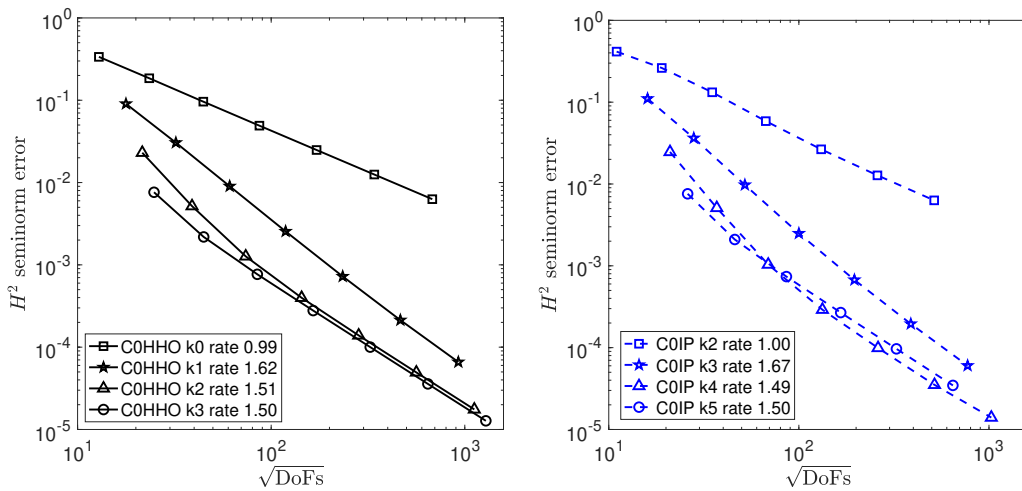 10^0
10^-1
10^-2
10^-3
10^-4
10^-5
H^2 seminorm error
C0HHO k0 rate 0.99
C0HHO k1 rate 1.62
C0HHO k2 rate 1.51
C0HHO k3 rate 1.50
10^1 10^2 10^3
√DoFs
10^0
10^-1
10^-2
10^-3
10^-4
10^-5
H^2 seminorm error
C0IP k2 rate 1.00
C0IP k3 rate 1.67
C0IP k4 rate 1.49
C0IP k5 rate 1.50
10^1 10^2 10^3
√DoFs